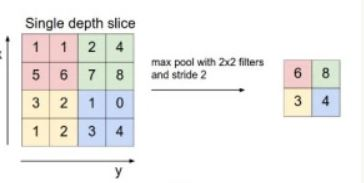 Single depth slice
1 1 2 4
5 6 7 8
3 2 1 0
1 2 3 4
y
max pool with 2x2 filters
and stride 2
6 8
3 4